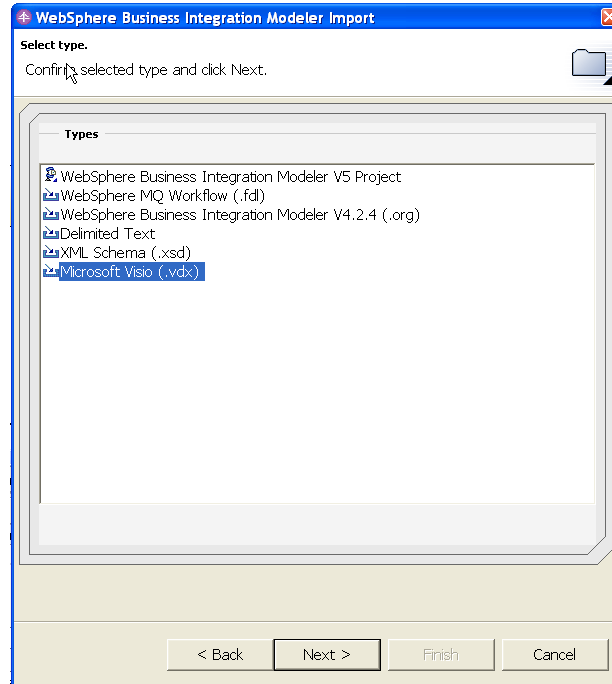 WebSphere Business Integration Modeler Import
Select type.
Confirm selected type and click Next.
Types
WebSphere Business Integration Modeler V5 Project
WebSphere MQ Workflow (.fdl)
WebSphere Business Integration Modeler V4.2.4 (.org)
Delimited Text
XML Schema (.xsd)
Microsoft Visio (.vdx)
< Back
Next >
Finish
Cancel